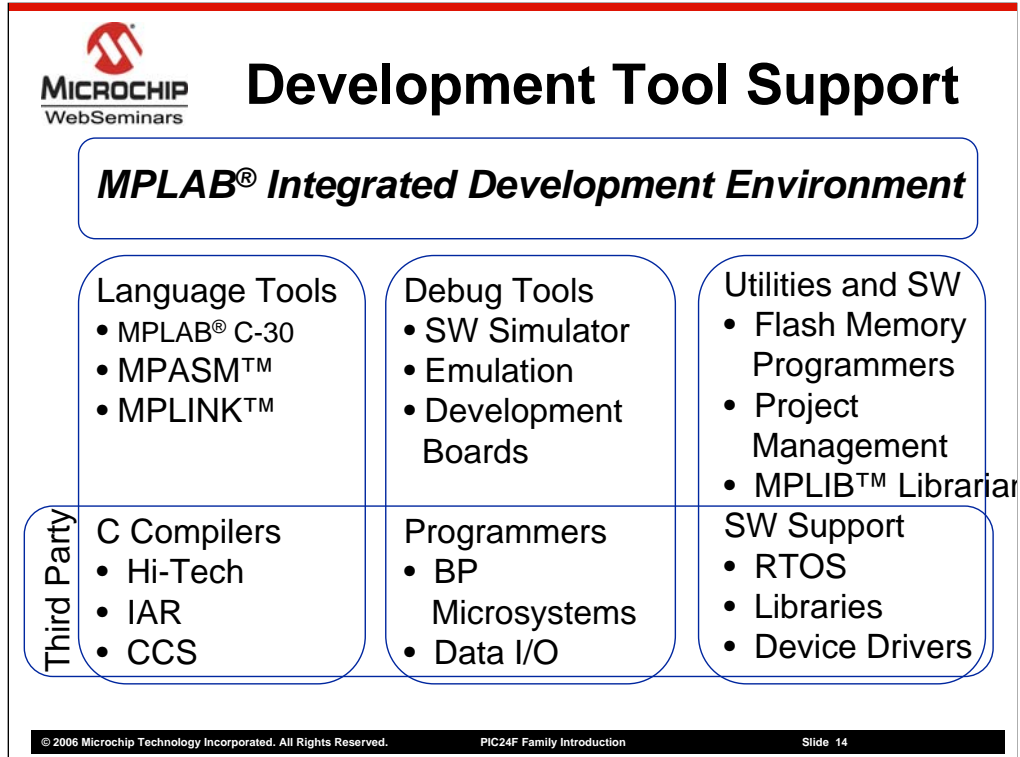 MICROCHIP
WebSeminars
Development Tool Support
MPLAB® Integrated Development Environment
Language Tools
• MPLAB® C-30
• MPASM™
• MPLINK™
Debug Tools
• SW Simulator
• Emulation
• Development
Boards
Utilities and SW
• Flash Memory
Programmers
• Project
Management
• MPLIB™ Librarian
Third Party
C Compilers
• Hi-Tech
• IAR
• CCS
Programmers
• BP
Microsystems
• Data I/O
SW Support
• RTOS
• Libraries
• Device Drivers
© 2006 Microchip Technology Incorporated. All Rights Reserved.
PIC24F Family Introduction
Slide 14